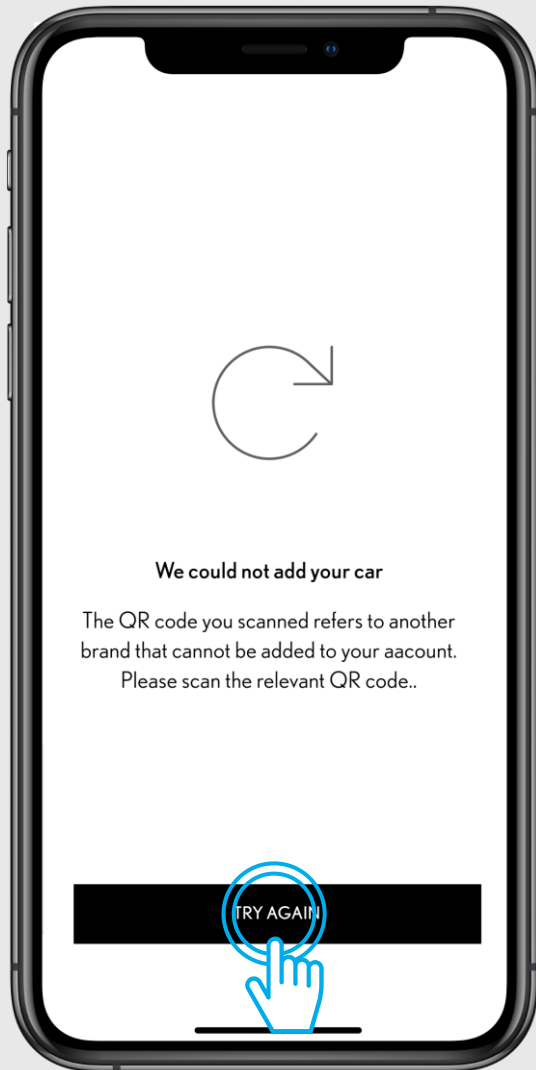 We could not add your car
The QR code you scanned refers to another
brand that cannot be added to your aacount.
Please scan the relevant QR code..
TRY AGAIN